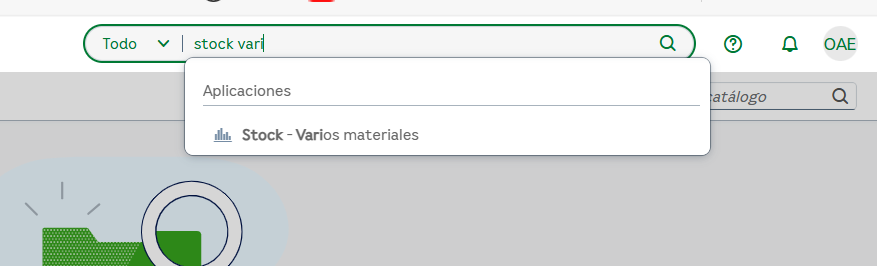 Todo
stock vari
OAE
Aplicaciones
catálogo
Stock - Varios materiales